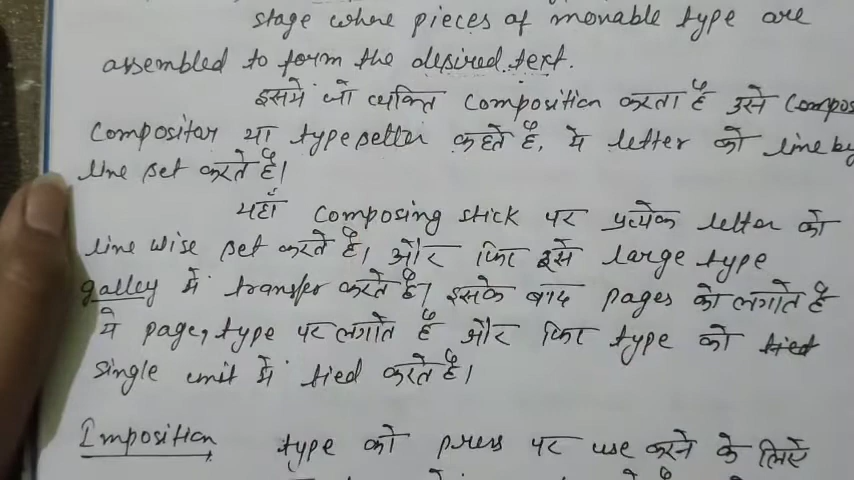 stage where pieces of movable type are
assembled to form the desired text.
इसमें जो व्यक्ति composition करता है उसे compos
compositar या typesetter कहते है, ये letter को line by
line set करते है।
यहाँ composing stick पर प्रत्येक letter को
line wise set करते है। और फिर इसे large type
galley में transfer करते है। इसके बाद pages को लगाते है
ये page, type पर लगाते है और फिर type को tied
single unit में tied करते है।
Imposition type को press पर use करने के लिऐ